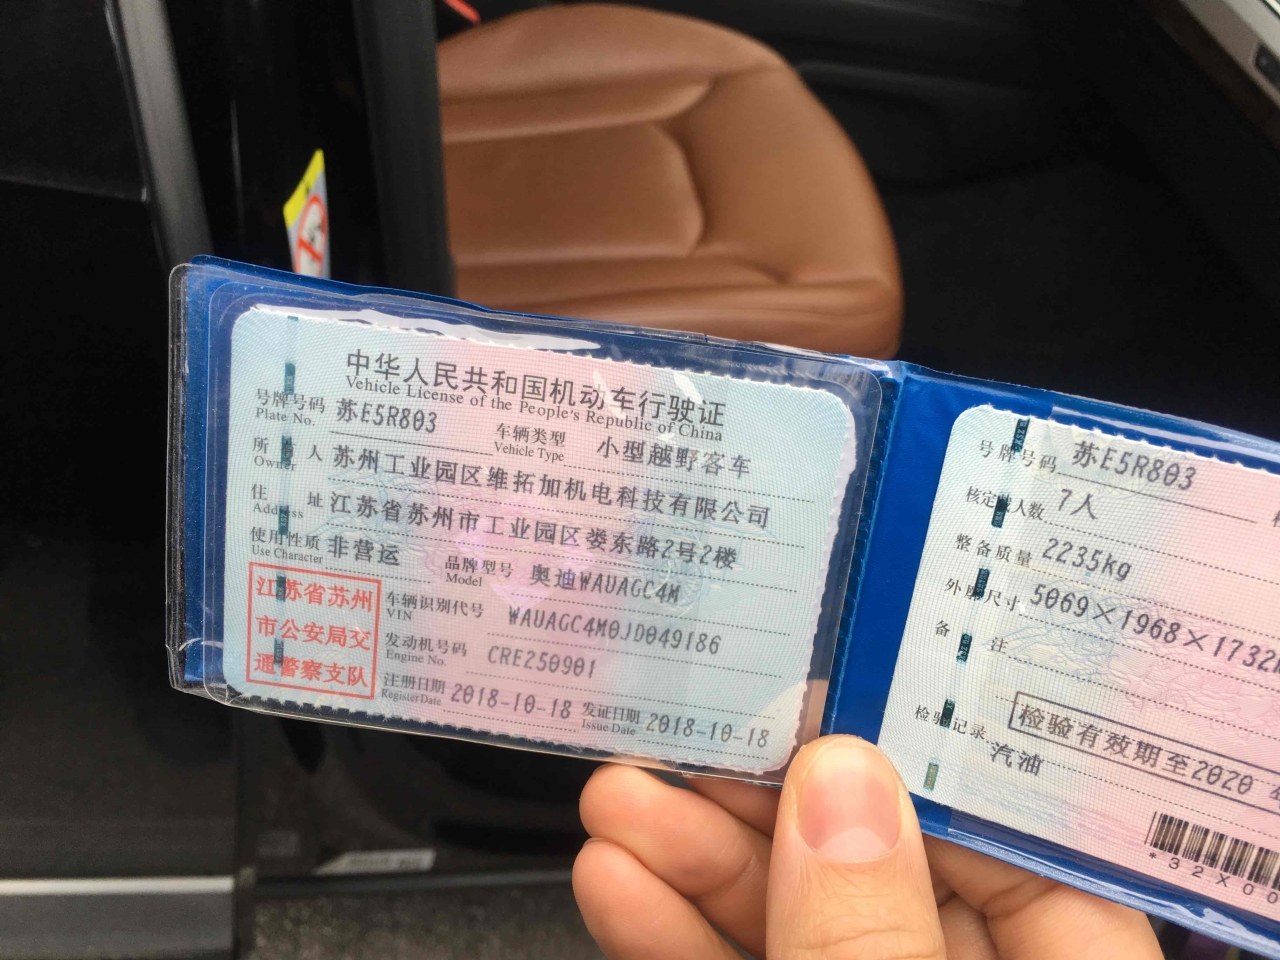 中华人民共和国机动车行驶证
Vehicle License of the People's Republic of China
号牌号码 苏E5R803 车辆类型 小型越野客车
Plate No. Vehicle Type
所 人 苏州工业园区维拓加机电科技有限公司
Owner
住 址 江苏省苏州市工业园区娄东路2号2楼
Address
使用性质 非营运 品牌型号 奥迪WAUAGC4M
Use Character Model
江苏省苏州
市公安局交
通警察支队
车辆识别代号 WAUAGC4M0JD049186
VIN
发动机号码 CRE250901
Engine No.
注册日期 2018-10-18 发证日期 2018-10-18
Register Date Issue Date
号牌号码 苏E5R803
核定 人数 7人
整备质量 2235kg
外廓尺寸 5069×1968×1732
备 注
检验有效期至2020
检验记录 汽油
*32X00